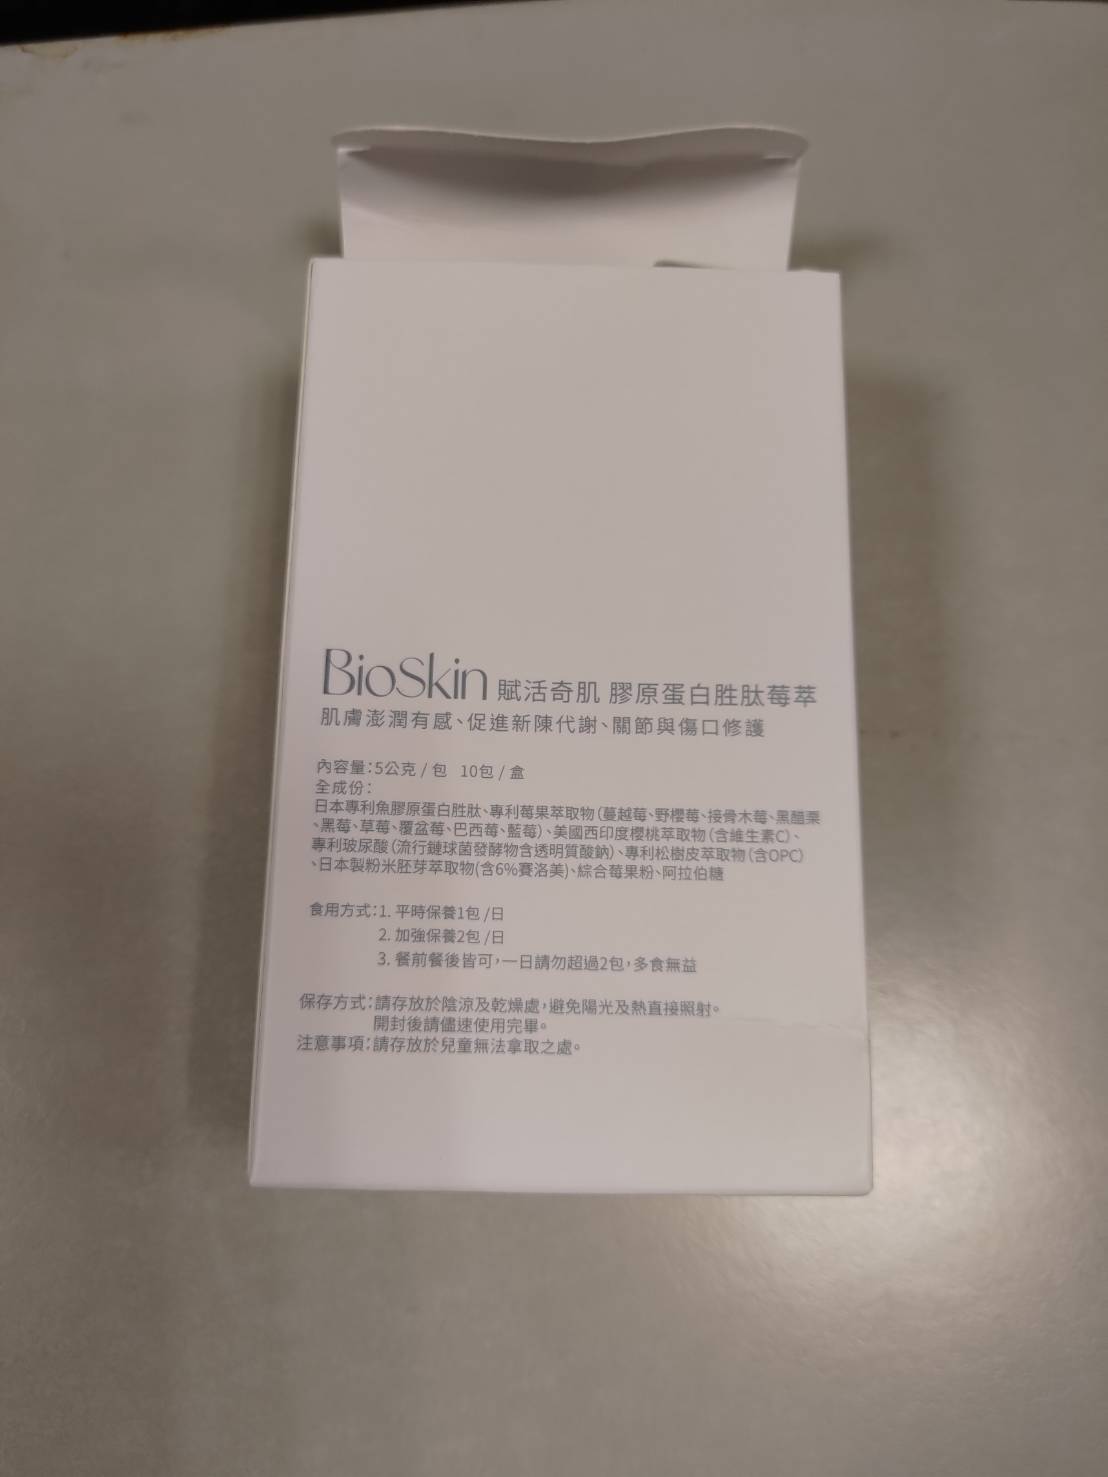 BioSkin 賦活奇肌 膠原蛋白胜肽莓萃
肌膚澎潤有感、促進新陳代謝、關節與傷口修護
內容量:5公克 / 包 10包 / 盒
全成份:
日本專利魚膠原蛋白胜肽、專利莓果萃取物(蔓越莓、野櫻莓、接骨木莓、黑醋栗
、黑莓、草莓、覆盆莓、巴西莓、藍莓)、美國西印度櫻桃萃取物(含維生素C)、
專利玻尿酸(流行鏈球菌發酵物含透明質酸鈉)、專利松樹皮萃取物(含OPC)
、日本製粉米胚芽萃取物(含6%賽洛美)、綜合莓果粉、阿拉伯糖
食用方式:1. 平時保養1包 /日
2. 加強保養2包 /日
3. 餐前餐後皆可,一日請勿超過2包,多食無益
保存方式:請存放於陰涼及乾燥處,避免陽光及熱直接照射。
開封後請儘速使用完畢。
注意事項:請存放於兒童無法拿取之處。